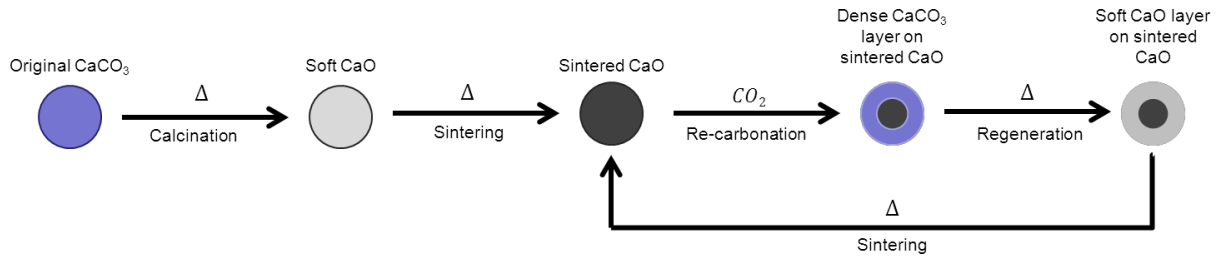 Original CaCO₃
Δ
Calcination
Soft CaO
Δ
Sintering
Sintered CaO
CO₂
Re-carbonation
Dense CaCO₃
layer on
sintered CaO
Δ
Regeneration
Soft CaO layer
on sintered
CaO
Δ
Sintering